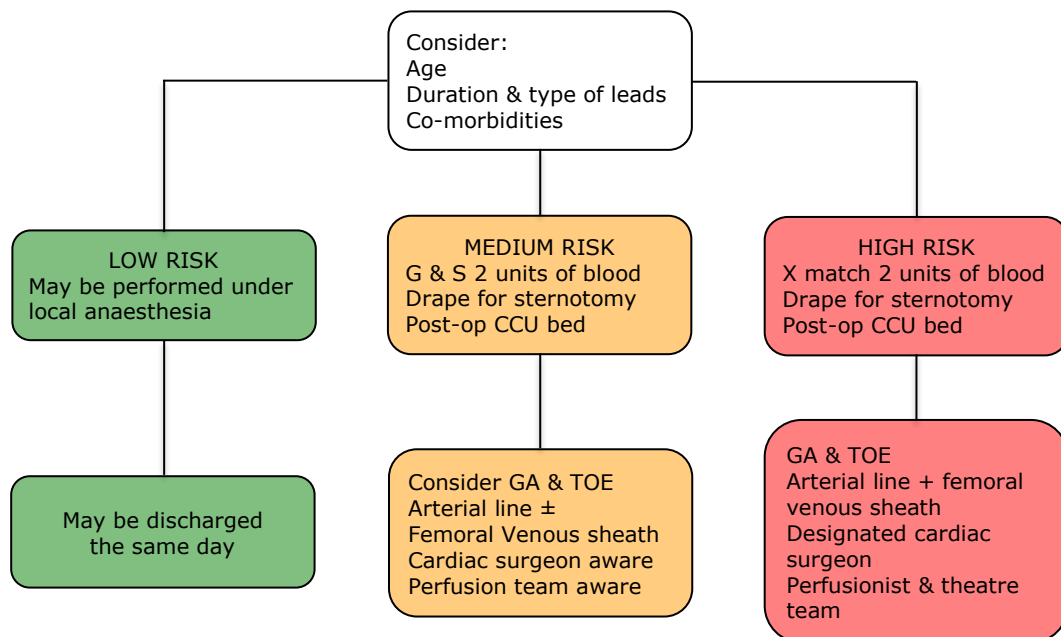 Consider:
Age
Duration & type of leads
Co-morbidities
LOW RISK
May be performed under
local anaesthesia
MEDIUM RISK
G & S 2 units of blood
Drape for sternotomy
Post-op CCU bed
HIGH RISK
X match 2 units of blood
Drape for sternotomy
Post-op CCU bed
May be discharged
the same day
Consider GA & TOE
Arterial line ±
Femoral Venous sheath
Cardiac surgeon aware
Perfusion team aware
GA & TOE
Arterial line + femoral
venous sheath
Designated cardiac
surgeon
Perfusionist & theatre
team